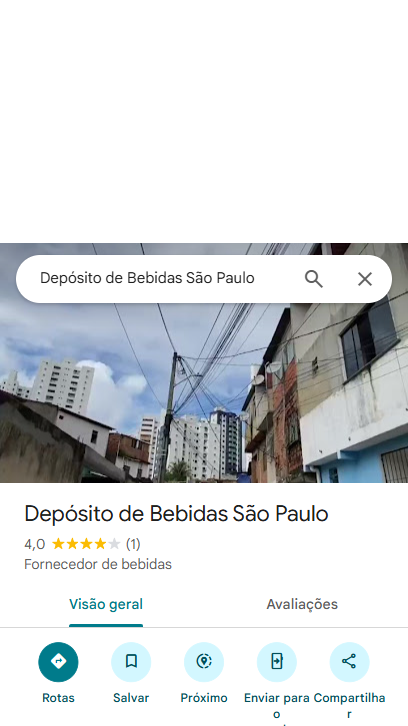 Depósito de Bebidas São Paulo
Depósito de Bebidas São Paulo
4,0 (1)
Fornecedor de bebidas
Visão geral
Avaliações
Rotas
Salvar
Próximo
Enviar para o
Compartilhar